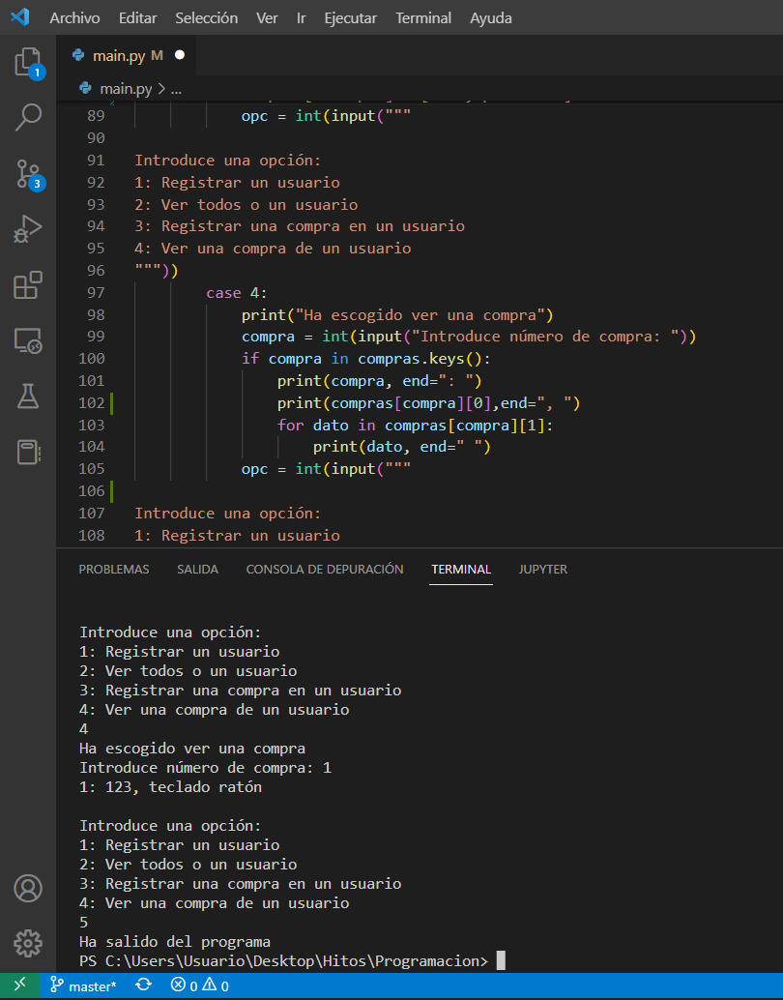 Archivo Editar Selección Ver Ir Ejecutar Terminal Ayuda
main.py M
main.py > ...
89 opc = int(input("""
90
91 Introduce una opción:
92 1: Registrar un usuario
93 2: Ver todos o un usuario
94 3: Registrar una compra en un usuario
95 4: Ver una compra de un usuario
96 """))
97 case 4:
98 print("Ha escogido ver una compra")
99 compra = int(input("Introduce número de compra: "))
100 if compra in compras.keys():
101 print(compra, end=": ")
102 print(compras[compra][0],end=", ")
103 for dato in compras[compra][1]:
104 print(dato, end=" ")
105 opc = int(input("""
106
107 Introduce una opción:
108 1: Registrar un usuario
1
3
PROBLEMAS SALIDA CONSOLA DE DEPURACIÓN TERMINAL JUPYTER
Introduce una opción:
1: Registrar un usuario
2: Ver todos o un usuario
3: Registrar una compra en un usuario
4: Ver una compra de un usuario
4
Ha escogido ver una compra
Introduce número de compra: 1
1: 123, teclado ratón
Introduce una opción:
1: Registrar un usuario
2: Ver todos o un usuario
3: Registrar una compra en un usuario
4: Ver una compra de un usuario
5
Ha salido del programa
PS C:\Users\Usuario\Desktop\Hitos\Programacion>
master* 0 0